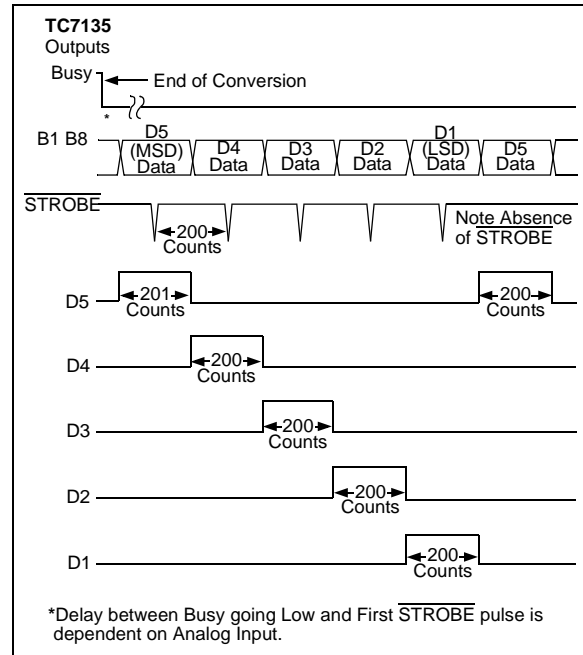 TC7135
Outputs
Busy
End of Conversion
*
B1 B8
D5
(MSD)
Data
D4
Data
D3
Data
D2
Data
D1
(LSD)
Data
D5
Data
STROBE
200
Counts
Note Absence
of STROBE
D5
201
Counts
200
Counts
D4
200
Counts
D3
200
Counts
D2
200
Counts
D1
200
Counts
*Delay between Busy going Low and First STROBE pulse is
dependent on Analog Input.